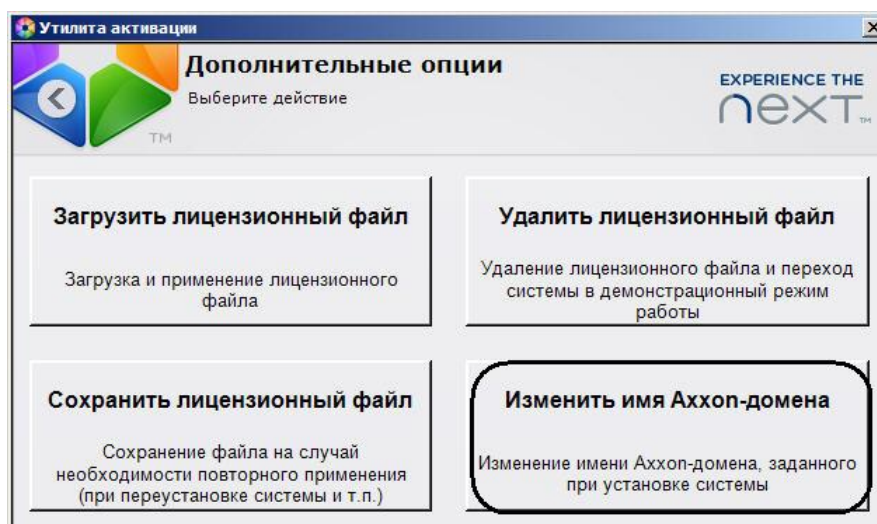 Утилита активации
Дополнительные опции
Выберите действие
EXPERIENCE THE
next™
TM
Загрузить лицензионный файл
Загрузка и применение лицензионного
файла
Удалить лицензионный файл
Удаление лицензионного файла и переход
системы в демонстрационный режим
работы
Сохранить лицензионный файл
Сохранение файла на случай
необходимости повторного применения
(при переустановке системы и т.п.)
Изменить имя Axxon-домена
Изменение имени Axxon-домена, заданного
при установке системы